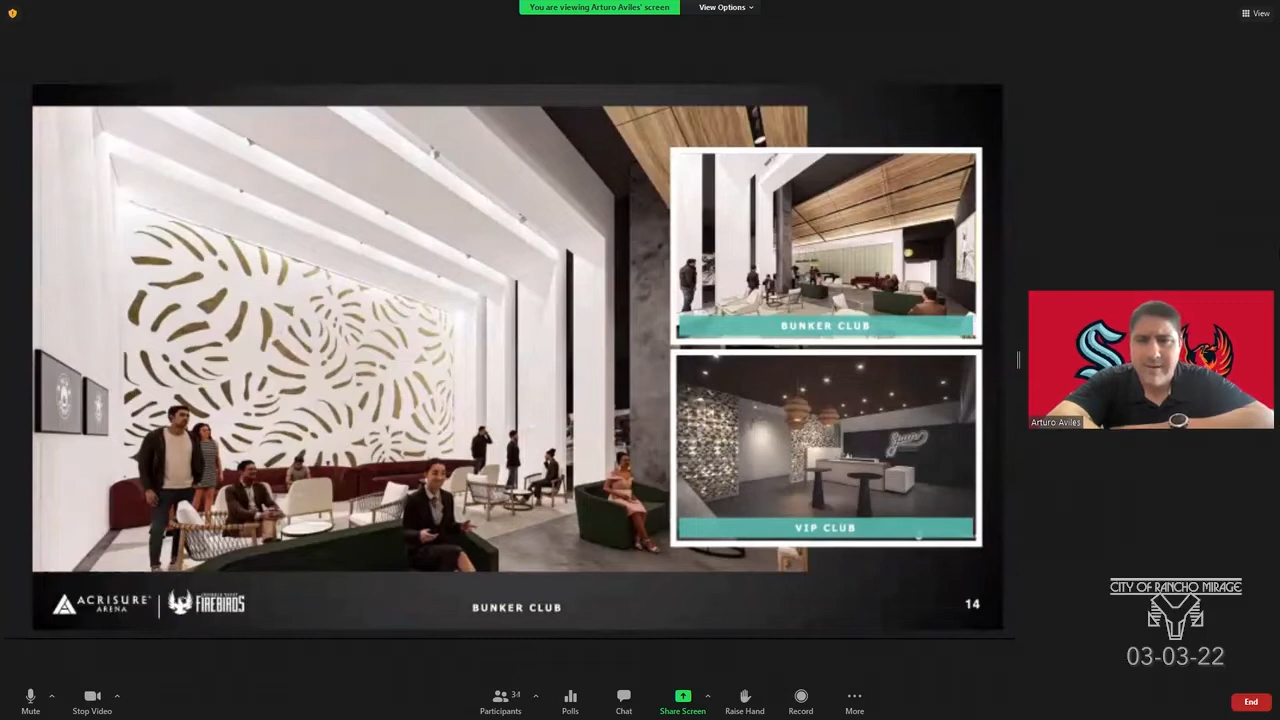 You are viewing Arturo Aviles' screen
View Options
View
BUNKER CLUB
VIP CLUB
Arturo Aviles
ACRISURE
ARENA
FIREBIRDS
BUNKER CLUB
14
CITY OF RANCHO MIRAGE
03-03-22
Mute
Stop Video
Participants
34
Polls
Chat
Share Screen
Raise Hand
Record
More
End